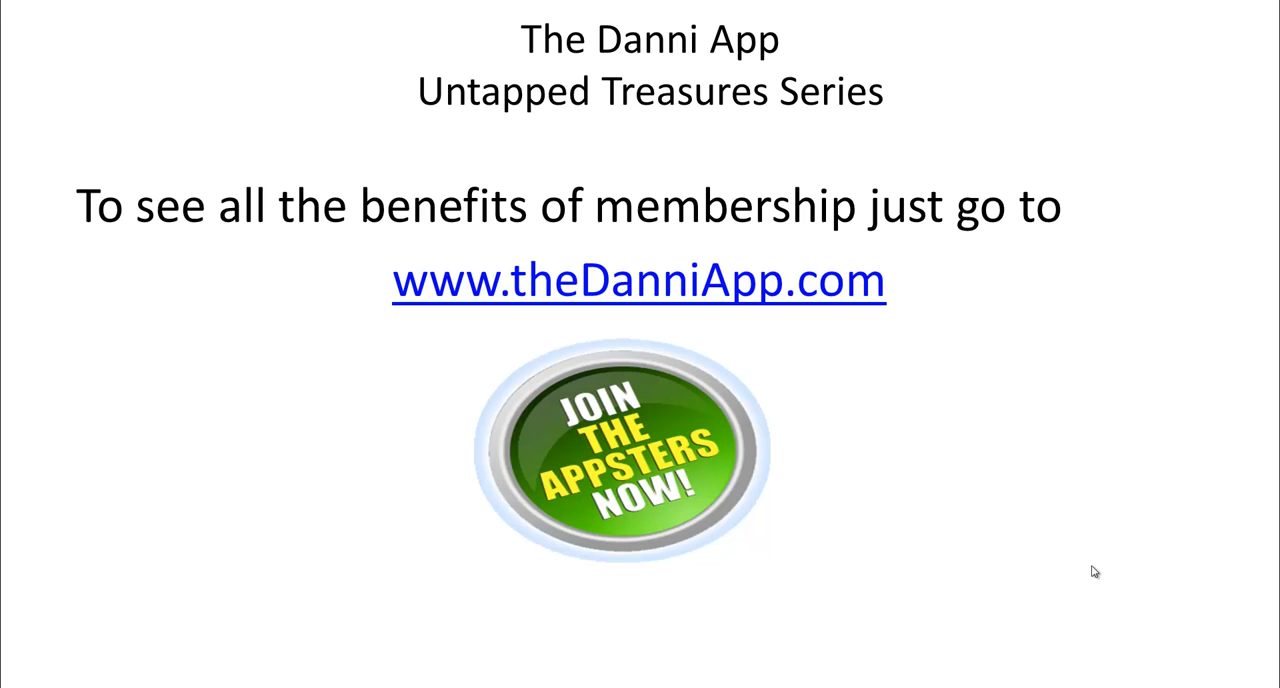 The Danni App
Untapped Treasures Series
To see all the benefits of membership just go to
www.theDanniApp.com
JOIN
THE
APPSTERS
NOW!